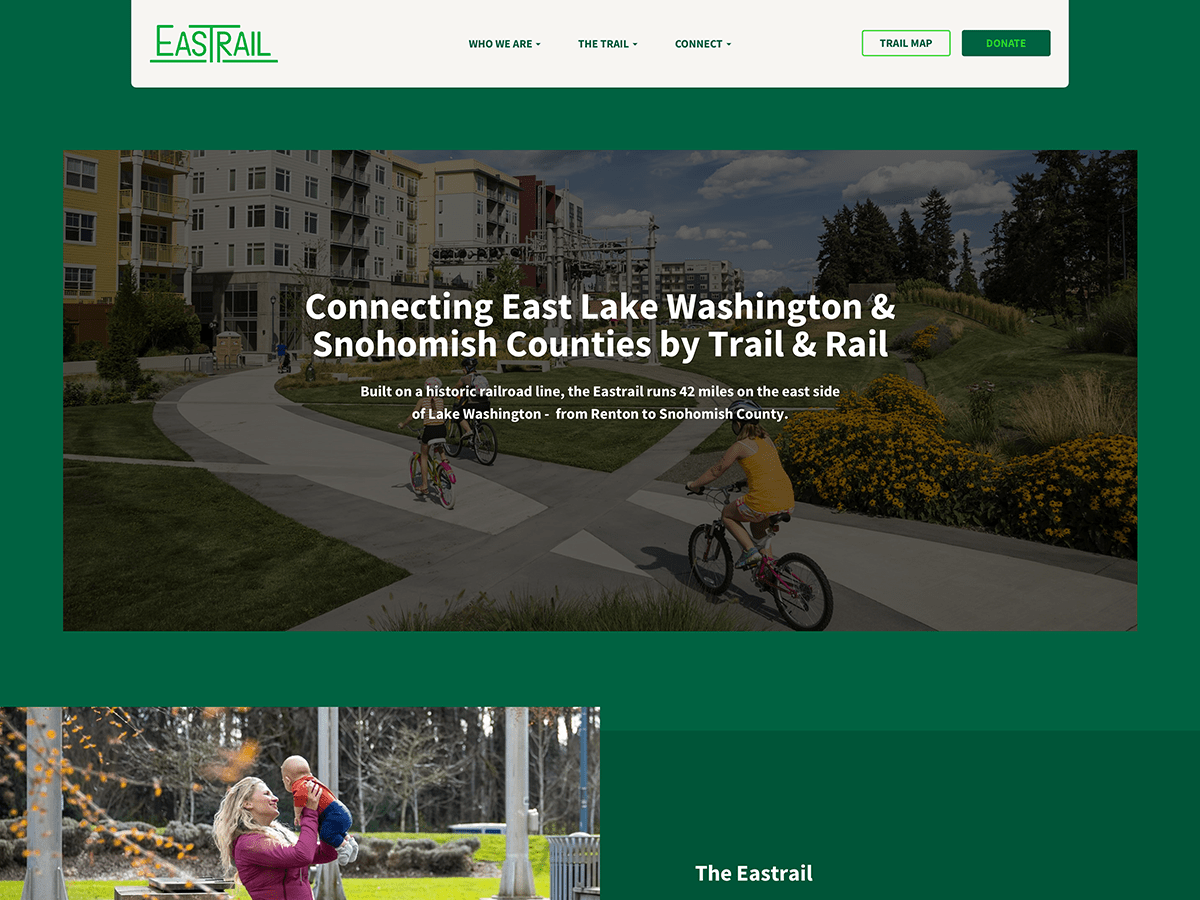 EASTRAIL
WHO WE ARE
THE TRAIL
CONNECT
TRAIL MAP
DONATE
Connecting East Lake Washington &
Snohomish Counties by Trail & Rail
Built on a historic railroad line, the Eastrail runs 42 miles on the east side
of Lake Washington - from Renton to Snohomish County.
The Eastrail